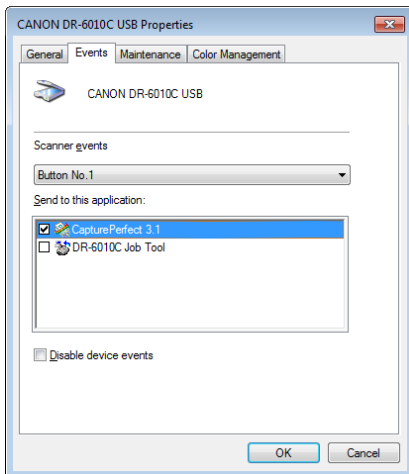 CANON DR-6010C USB Properties
General Events Maintenance Color Management
CANON DR-6010C USB
Scanner events
Button No.1
Send to this application:
CapturePerfect 3.1
DR-6010C Job Tool
Disable device events
OK Cancel